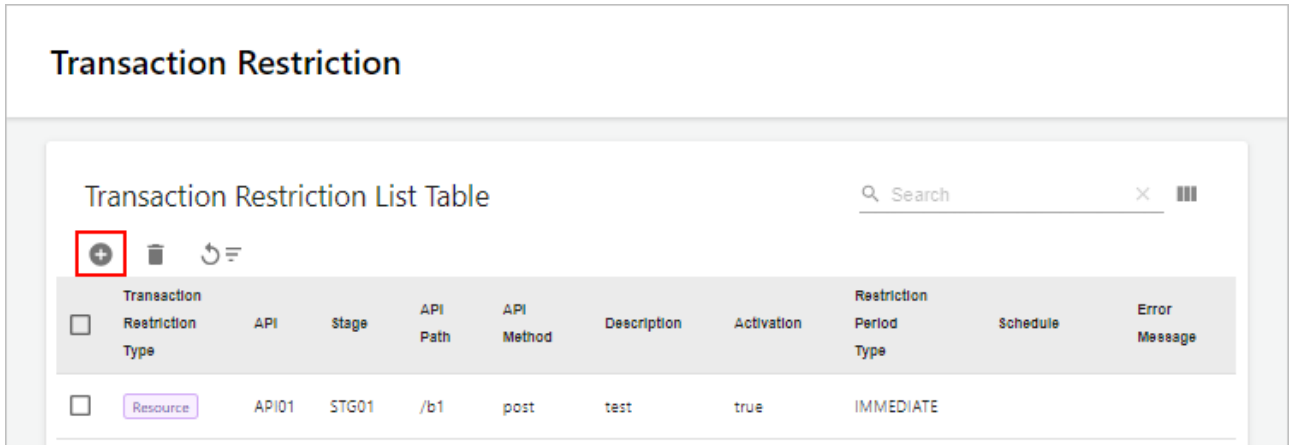 Transaction Restriction
Transaction Restriction List Table
Search
Transaction Restriction Type API Stage API Path API Method Description Activation Restriction Period Type Schedule Error Message
Resource API01 STG01 /b1 post test true IMMEDIATE